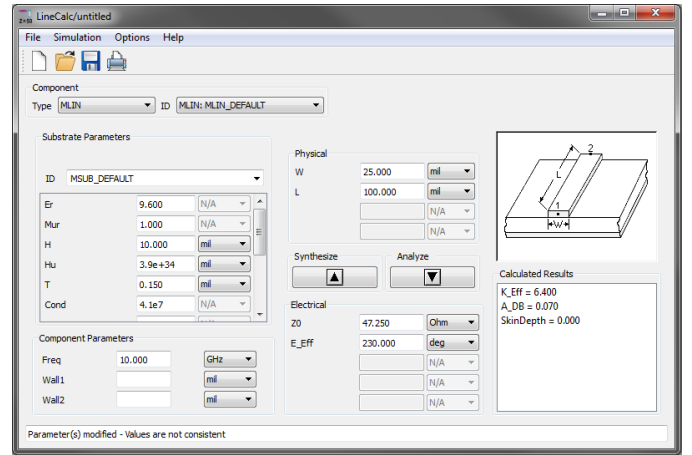 LineCalc/untitled
File Simulation Options Help
Component
Type MLIN ID MLIN: MLIN_DEFAULT
Substrate Parameters
ID MSUB_DEFAULT
Er 9.600 N/A
Mur 1.000 N/A
H 10.000 mil
Hu 3.9e+34 mil
T 0.150 mil
Cond 4.1e7 N/A
Component Parameters
Freq 10.000 GHz
Wall1 mil
Wall2 mil
Physical
W 25.000 mil
L 100.000 mil
N/A
N/A
Synthesize Analyze
Electrical
Z0 47.250 Ohm
E_Eff 230.000 deg
N/A
N/A
N/A
2
L
1
W
Calculated Results
K_Eff = 6.400
A_DB = 0.070
SkinDepth = 0.000
Parameter(s) modified - Values are not consistent